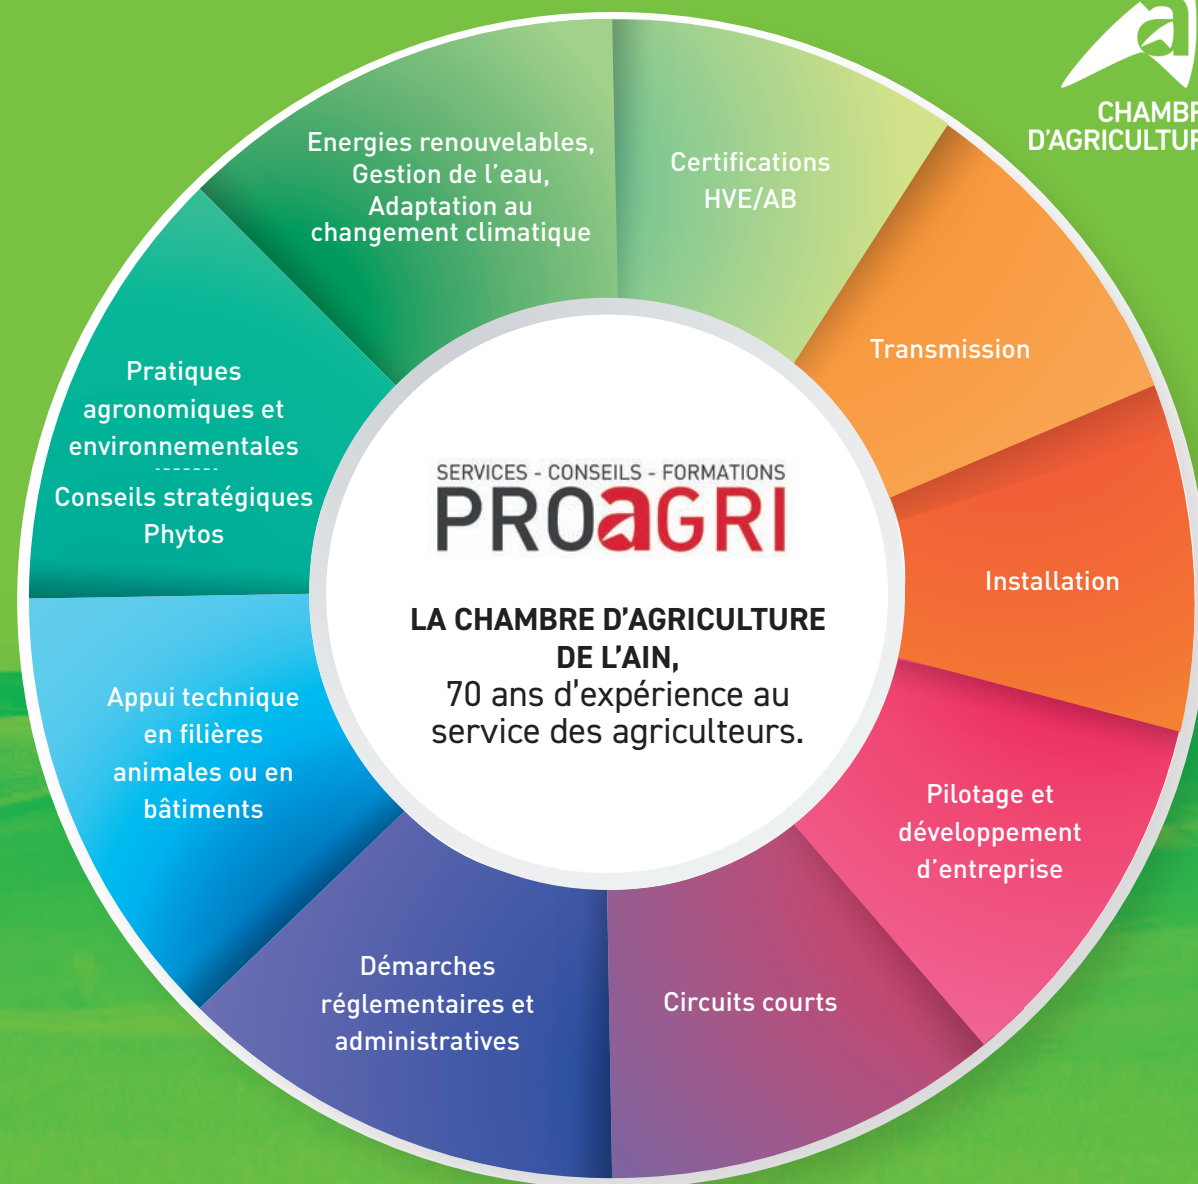 CHAMBRE
D'AGRICULTURE
Energies renouvelables,
Gestion de l'eau,
Adaptation au
changement climatique
Certifications
HVE/AB
Transmission
Installation
Pilotage et
développement
d'entreprise
Circuits courts
Démarches
réglementaires et
administratives
Appui technique
en filières
animales ou en
bâtiments
Pratiques
agronomiques et
environnementales
Conseils stratégiques
Phytos
SERVICES - CONSEILS - FORMATIONS
PROaGRI
LA CHAMBRE D'AGRICULTURE
DE L'AIN,
70 ans d'expérience au
service des agriculteurs.